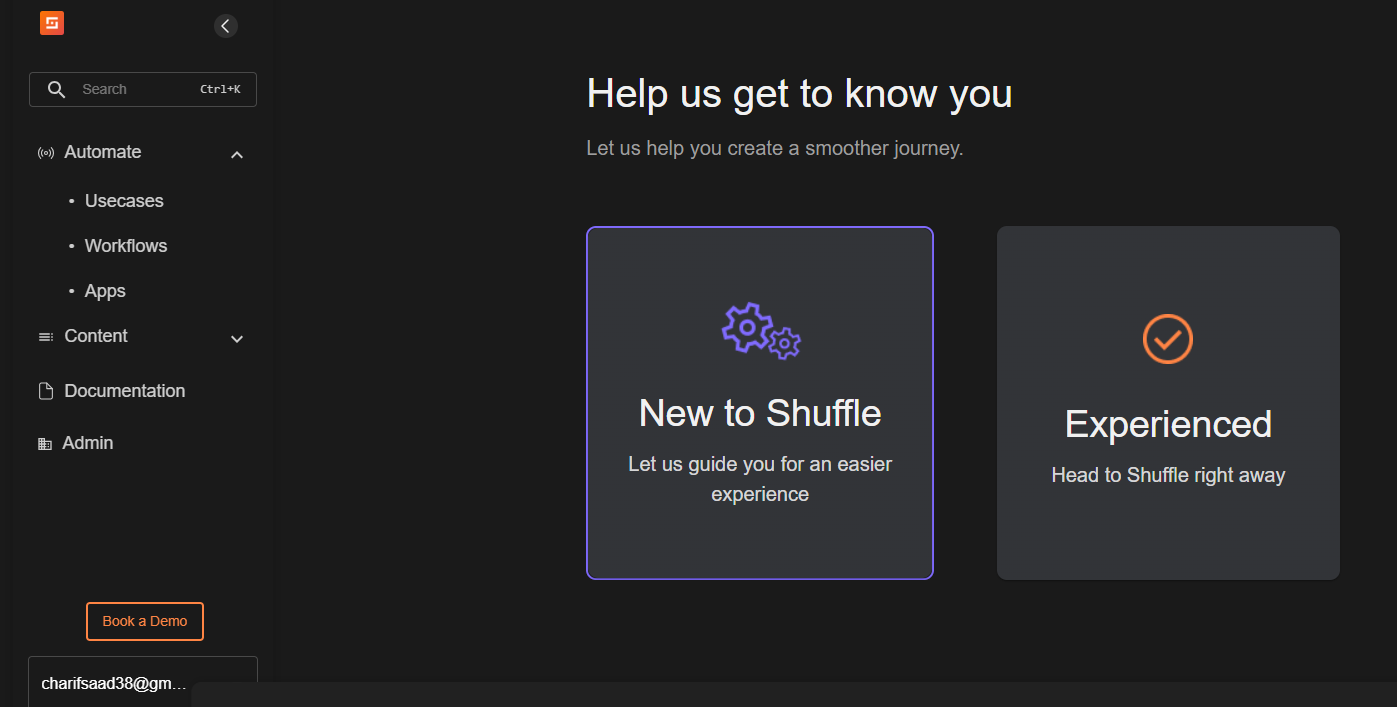 Search Ctrl+K
Automate
• Usecases
• Workflows
• Apps
Content
Documentation
Admin
Book a Demo
charifsaad38@gm...
Help us get to know you
Let us help you create a smoother journey.
New to Shuffle
Let us guide you for an easier
experience
Experienced
Head to Shuffle right away